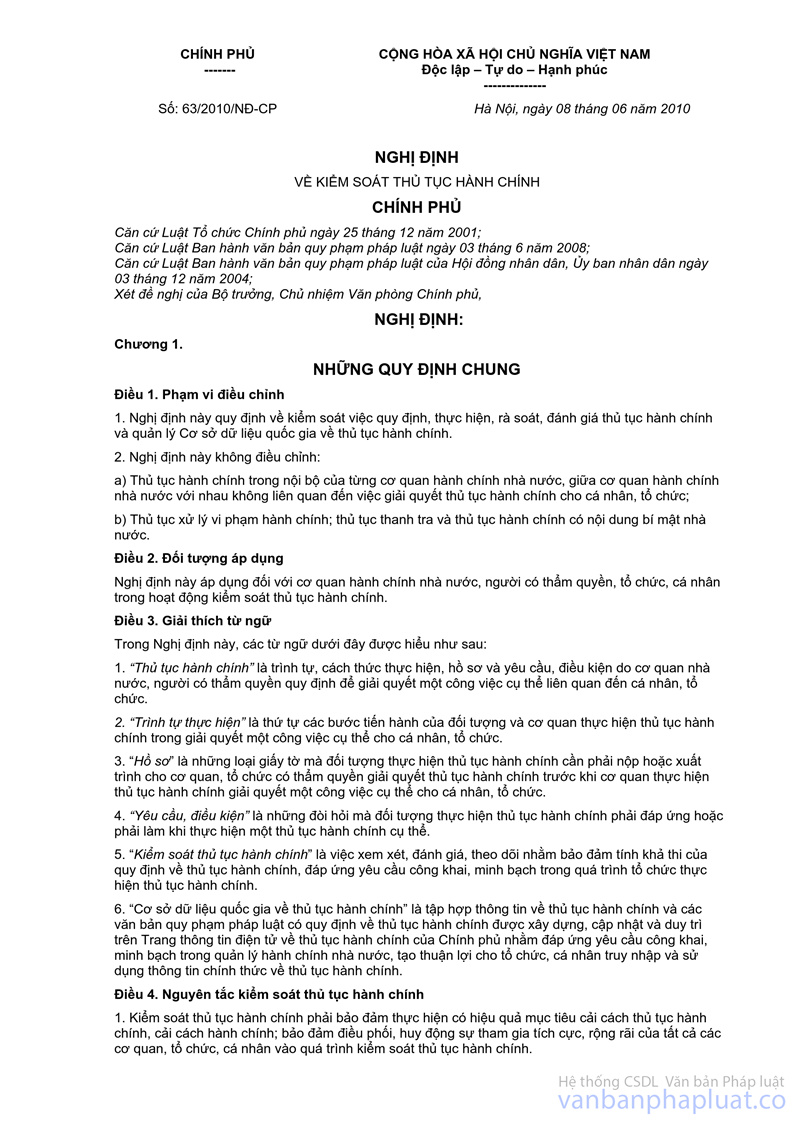 CHÍNH PHỦ
-------
CỘNG HÒA XÃ HỘI CHỦ NGHĨA VIỆT NAM
Độc lập – Tự do – Hạnh phúc
--------------
Số: 63/2010/NĐ-CP
Hà Nội, ngày 08 tháng 06 năm 2010
NGHỊ ĐỊNH
VỀ KIỂM SOÁT THỦ TỤC HÀNH CHÍNH
CHÍNH PHỦ
Căn cứ Luật Tổ chức Chính phủ ngày 25 tháng 12 năm 2001;
Căn cứ Luật Ban hành văn bản quy phạm pháp luật ngày 03 tháng 6 năm 2008;
Căn cứ Luật Ban hành văn bản quy phạm pháp luật của Hội đồng nhân dân, Ủy ban nhân dân ngày
03 tháng 12 năm 2004;
Xét đề nghị của Bộ trưởng, Chủ nhiệm Văn phòng Chính phủ,
NGHỊ ĐỊNH:
Chương 1.
NHỮNG QUY ĐỊNH CHUNG
Điều 1. Phạm vi điều chỉnh
1. Nghị định này quy định về kiểm soát việc quy định, thực hiện, rà soát, đánh giá thủ tục hành chính
và quản lý Cơ sở dữ liệu quốc gia về thủ tục hành chính.
2. Nghị định này không điều chỉnh:
a) Thủ tục hành chính trong nội bộ của từng cơ quan hành chính nhà nước, giữa cơ quan hành chính
nhà nước với nhau không liên quan đến việc giải quyết thủ tục hành chính cho cá nhân, tổ chức;
b) Thủ tục xử lý vi phạm hành chính; thủ tục thanh tra và thủ tục hành chính có nội dung bí mật nhà
nước.
Điều 2. Đối tượng áp dụng
Nghị định này áp dụng đối với cơ quan hành chính nhà nước, người có thẩm quyền, tổ chức, cá nhân
trong hoạt động kiểm soát thủ tục hành chính.
Điều 3. Giải thích từ ngữ
Trong Nghị định này, các từ ngữ dưới đây được hiểu như sau:
1. “Thủ tục hành chính” là trình tự, cách thức thực hiện, hồ sơ và yêu cầu, điều kiện do cơ quan nhà
nước, người có thẩm quyền quy định để giải quyết một công việc cụ thể liên quan đến cá nhân, tổ
chức.
2. “Trình tự thực hiện” là thứ tự các bước tiến hành của đối tượng và cơ quan thực hiện thủ tục hành
chính trong giải quyết một công việc cụ thể cho cá nhân, tổ chức.
3. “Hồ sơ” là những loại giấy tờ mà đối tượng thực hiện thủ tục hành chính cần phải nộp hoặc xuất
trình cho cơ quan, tổ chức có thẩm quyền giải quyết thủ tục hành chính trước khi cơ quan thực hiện
thủ tục hành chính giải quyết một công việc cụ thể cho cá nhân, tổ chức.
4. “Yêu cầu, điều kiện” là những đòi hỏi mà đối tượng thực hiện thủ tục hành chính phải đáp ứng hoặc
phải làm khi thực hiện một thủ tục hành chính cụ thể.
5. “Kiểm soát thủ tục hành chính” là việc xem xét, đánh giá, theo dõi nhằm bảo đảm tính khả thi của
quy định về thủ tục hành chính, đáp ứng yêu cầu công khai, minh bạch trong quá trình tổ chức thực
hiện thủ tục hành chính.
6. “Cơ sở dữ liệu quốc gia về thủ tục hành chính” là tập hợp thông tin về thủ tục hành chính và các
văn bản quy phạm pháp luật có quy định về thủ tục hành chính được xây dựng, cập nhật và duy trì
trên Trang thông tin điện tử về thủ tục hành chính của Chính phủ nhằm đáp ứng yêu cầu công khai,
minh bạch trong quản lý hành chính nhà nước, tạo thuận lợi cho tổ chức, cá nhân truy nhập và sử
dụng thông tin chính thức về thủ tục hành chính.
Điều 4. Nguyên tắc kiểm soát thủ tục hành chính
1. Kiểm soát thủ tục hành chính phải bảo đảm thực hiện có hiệu quả mục tiêu cải cách thủ tục hành
chính, cải cách hành chính; bảo đảm điều phối, huy động sự tham gia tích cực, rộng rãi của tất cả các
cơ quan, tổ chức, cá nhân vào quá trình kiểm soát thủ tục hành chính.
Hệ thống CSDL Văn bản Pháp luật
vanbanphapluat.co